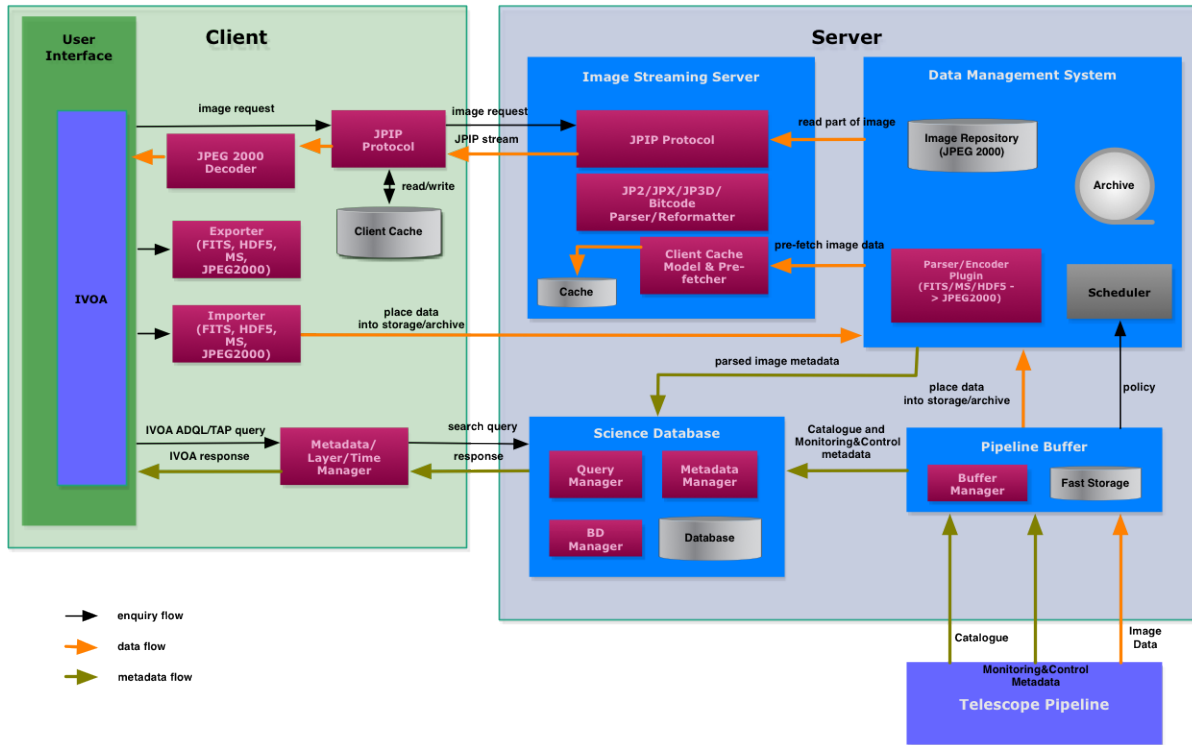 Client
Server
User
Interface
IVOA
image request
JPIP
Protocol
JPEG 2000
Decoder
read/write
Client Cache
Exporter
(FITS, HDF5,
MS,
JPEG2000)
Importer
(FITS, HDF5,
MS,
JPEG2000)
place data
into storage/archive
IVOA ADQL/TAP query
IVOA response
Metadata/
Layer/Time
Manager
image request
JPIP stream
search query
response
Image Streaming Server
JPIP Protocol
JP2/JPX/JP3D/
Bitcode
Parser/Reformatter
Client Cache
Model & Pre-
fetcher
Cache
read part of image
pre-fetch image data
Data Management System
Image Repository
(JPEG 2000)
Archive
Parser/Encoder
Plugin
(FITS/MS/HDF5 -
> JPEG2000)
Scheduler
parsed image metadata
place data
into storage/archive
policy
Science Database
Query
Manager
Metadata
Manager
BD
Manager
Database
Catalogue and
Monitoring&Control
metadata
Pipeline Buffer
Buffer
Manager
Fast Storage
Catalogue
Monitoring&Control
Metadata
Image
Data
Telescope Pipeline
enquiry flow
data flow
metadata flow